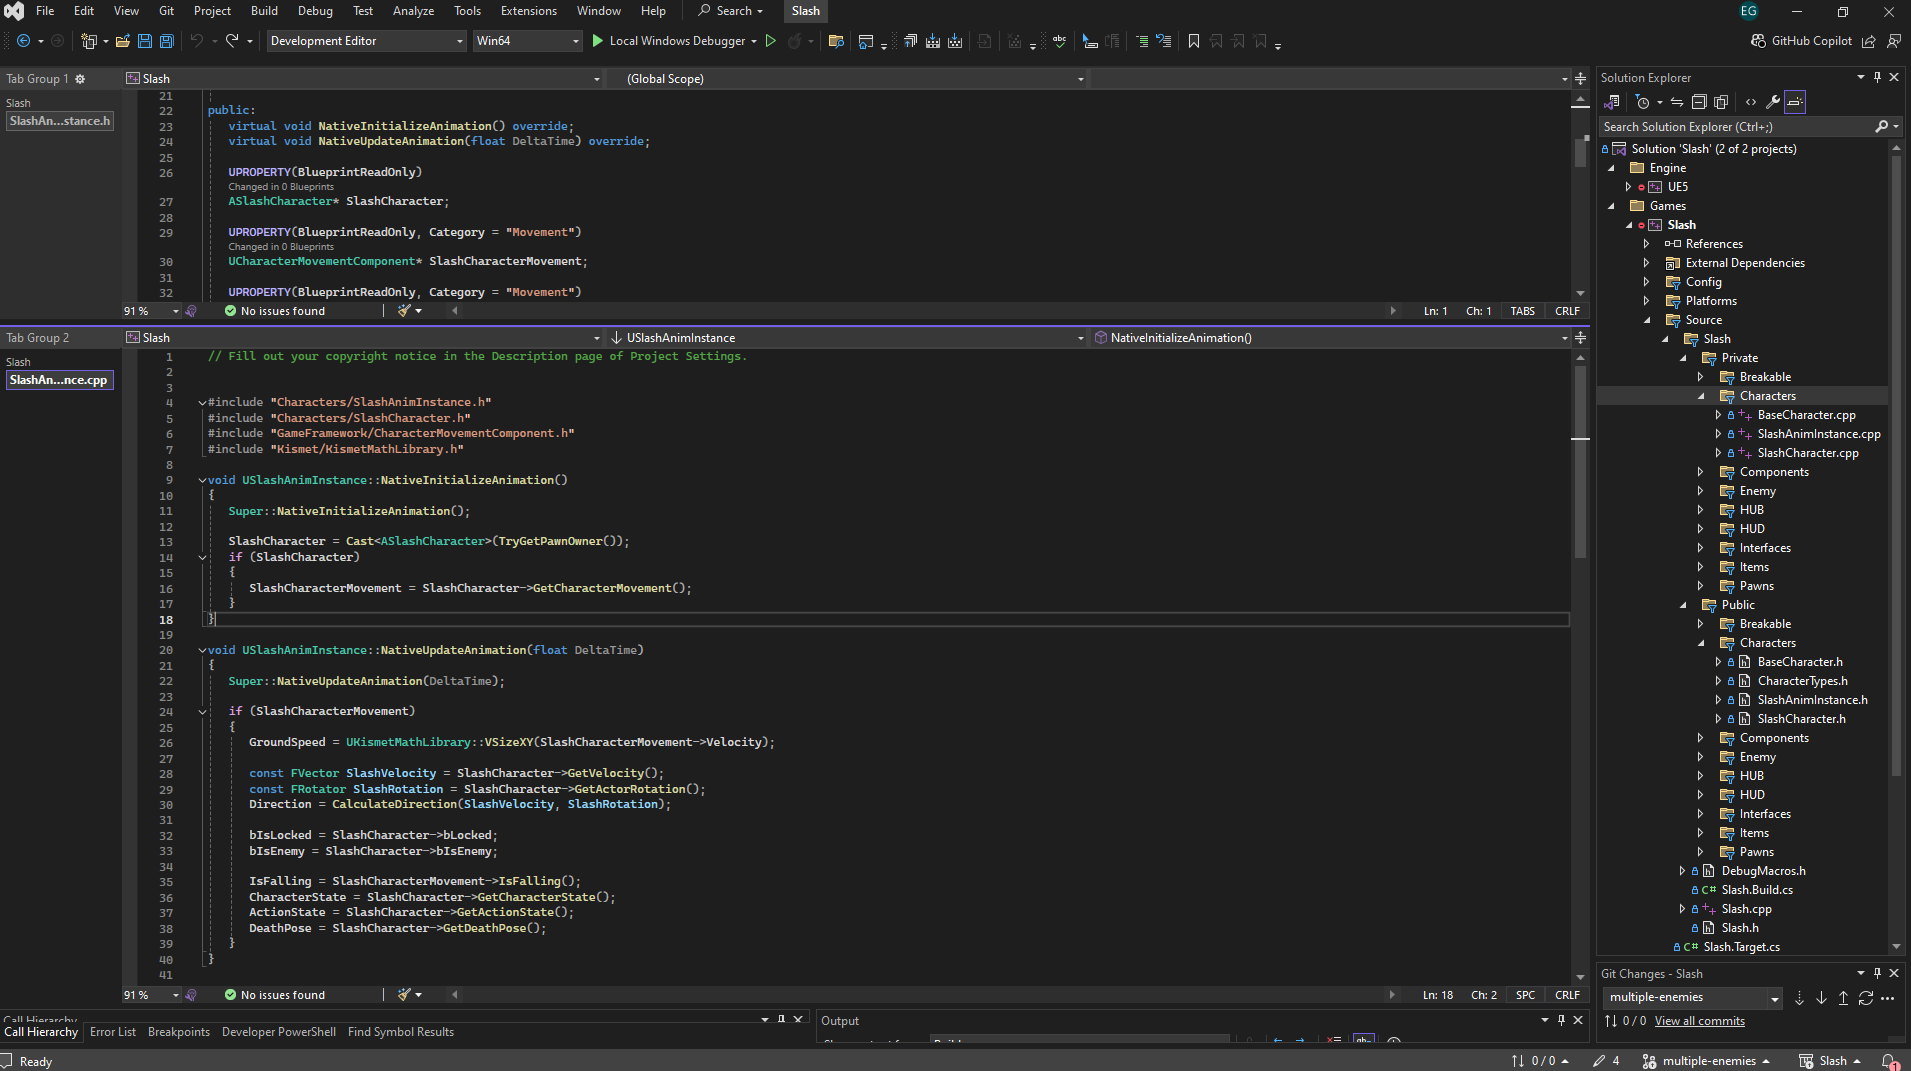 File Edit View Git Project Build Debug Test Analyze Tools Extensions Window Help Search Slash EG
Development Editor Win64 Local Windows Debugger GitHub Copilot
Tab Group 1
Slash
SlashAn...stance.h
Slash (Global Scope)
21
22 public:
23 virtual void NativeInitializeAnimation() override;
24 virtual void NativeUpdateAnimation(float DeltaTime) override;
25
26 UPROPERTY(BlueprintReadOnly)
Changed in 0 Blueprints
27 ASlashCharacter* SlashCharacter;
28
29 UPROPERTY(BlueprintReadOnly, Category = "Movement")
Changed in 0 Blueprints
30 UCharacterMovementComponent* SlashCharacterMovement;
31
32 UPROPERTY(BlueprintReadOnly, Category = "Movement")
91 % No issues found Ln: 1 Ch: 1 TABS CRLF
Tab Group 2
Slash
SlashAn...nce.cpp
Slash USlashAnimInstance NativeInitializeAnimation()
1 // Fill out your copyright notice in the Description page of Project Settings.
2
3
4 #include "Characters/SlashAnimInstance.h"
5 #include "Characters/SlashCharacter.h"
6 #include "GameFramework/CharacterMovementComponent.h"
7 #include "Kismet/KismetMathLibrary.h"
8
9 void USlashAnimInstance::NativeInitializeAnimation()
10 {
11 Super::NativeInitializeAnimation();
12
13 SlashCharacter = Cast<ASlashCharacter>(TryGetPawnOwner());
14 if (SlashCharacter)
15 {
16 SlashCharacterMovement = SlashCharacter->GetCharacterMovement();
17 }
18 }
19
20 void USlashAnimInstance::NativeUpdateAnimation(float DeltaTime)
21 {
22 Super::NativeUpdateAnimation(DeltaTime);
23
24 if (SlashCharacterMovement)
25 {
26 GroundSpeed = UKismetMathLibrary::VSizeXY(SlashCharacterMovement->Velocity);
27
28 const FVector SlashVelocity = SlashCharacter->GetVelocity();
29 const FRotator SlashRotation = SlashCharacter->GetActorRotation();
30 Direction = CalculateDirection(SlashVelocity, SlashRotation);
31
32 bIsLocked = SlashCharacter->bLocked;
33 bIsEnemy = SlashCharacter->bIsEnemy;
34
35 IsFalling = SlashCharacterMovement->IsFalling();
36 CharacterState = SlashCharacter->GetCharacterState();
37 ActionState = SlashCharacter->GetActionState();
38 DeathPose = SlashCharacter->GetDeathPose();
39 }
40 }
41
91 % No issues found Ln: 18 Ch: 2 SPC CRLF
Call Hierarchy
Call Hierarchy Error List Breakpoints Developer PowerShell Find Symbol Results
Output
Solution Explorer
Search Solution Explorer (Ctrl+;)
Solution 'Slash' (2 of 2 projects)
Engine
UE5
Games
Slash
References
External Dependencies
Config
Platforms
Source
Slash
Private
Breakable
Characters
BaseCharacter.cpp
SlashAnimInstance.cpp
SlashCharacter.cpp
Components
Enemy
HUB
HUD
Interfaces
Items
Pawns
Public
Breakable
Characters
BaseCharacter.h
CharacterTypes.h
SlashAnimInstance.h
SlashCharacter.h
Components
Enemy
HUB
HUD
Interfaces
Items
Pawns
DebugMacros.h
C# Slash.Build.cs
Slash.cpp
Slash.h
C# Slash.Target.cs
Git Changes - Slash
multiple-enemies
0 / 0 View all commits
Ready 0 / 0 4 multiple-enemies Slash 1